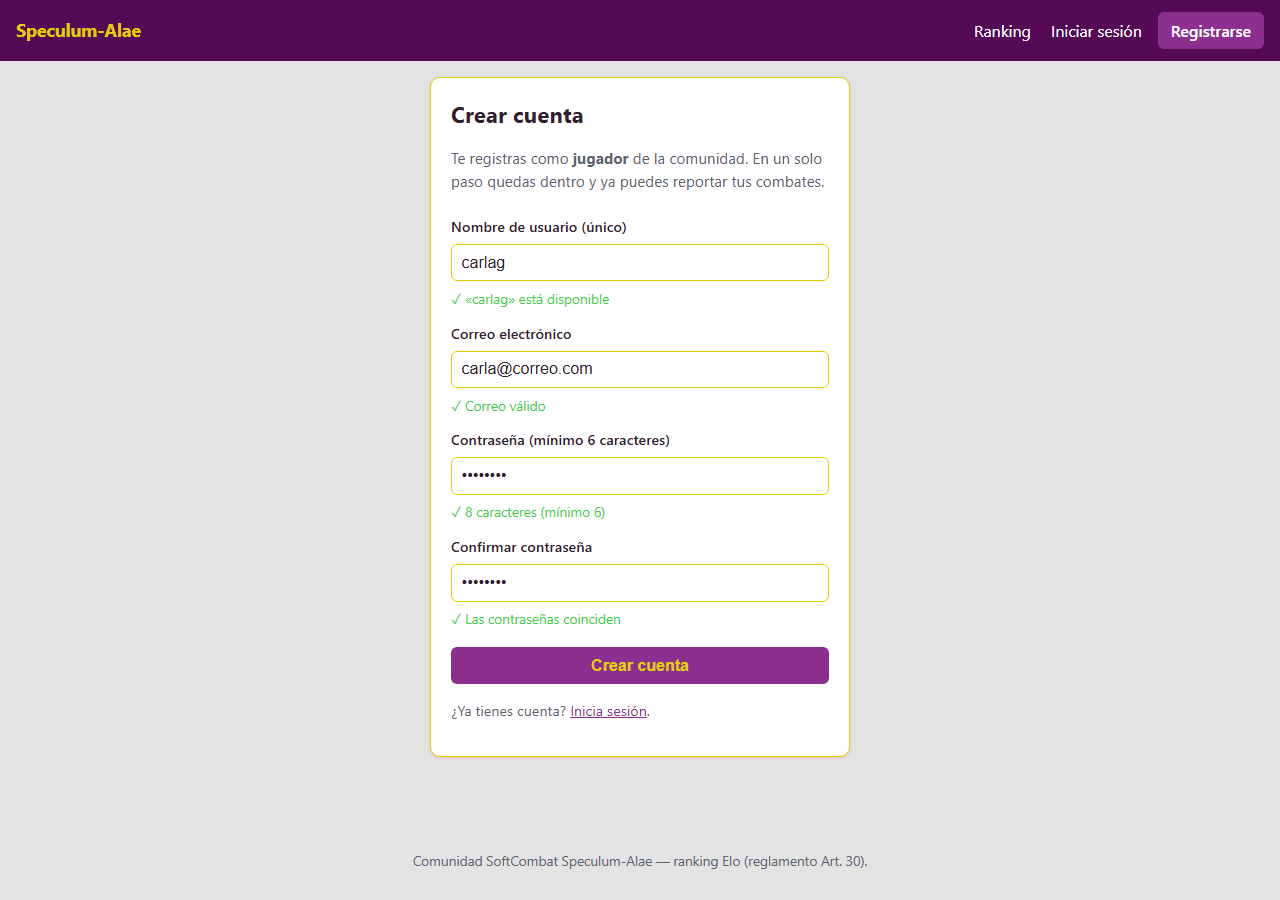 Speculum-Alae
Ranking
Iniciar sesión
Registrarse
Crear cuenta
Te registras como jugador de la comunidad. En un solo
paso quedas dentro y ya puedes reportar tus combates.
Nombre de usuario (único)
carlag
✓ «carlag» está disponible
Correo electrónico
carla@correo.com
✓ Correo válido
Contraseña (mínimo 6 caracteres)
••••••••
✓ 8 caracteres (mínimo 6)
Confirmar contraseña
••••••••
✓ Las contraseñas coinciden
Crear cuenta
¿Ya tienes cuenta? Inicia sesión.
Comunidad SoftCombat Speculum-Alae — ranking Elo (reglamento Art. 30).